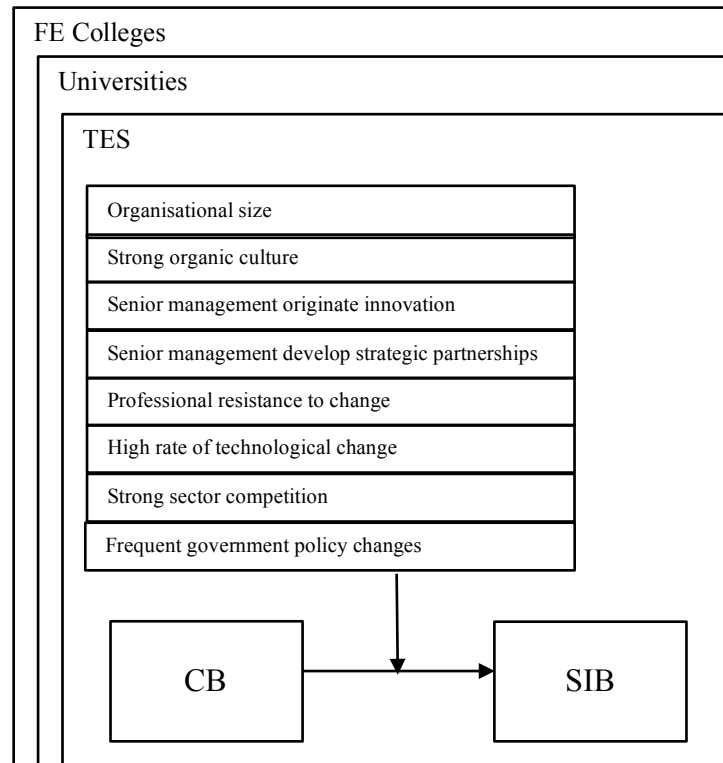 FE Colleges
Universities
TES
Organisational size
Strong organic culture
Senior management originate innovation
Senior management develop strategic partnerships
Professional resistance to change
High rate of technological change
Strong sector competition
Frequent government policy changes
CB
SIB